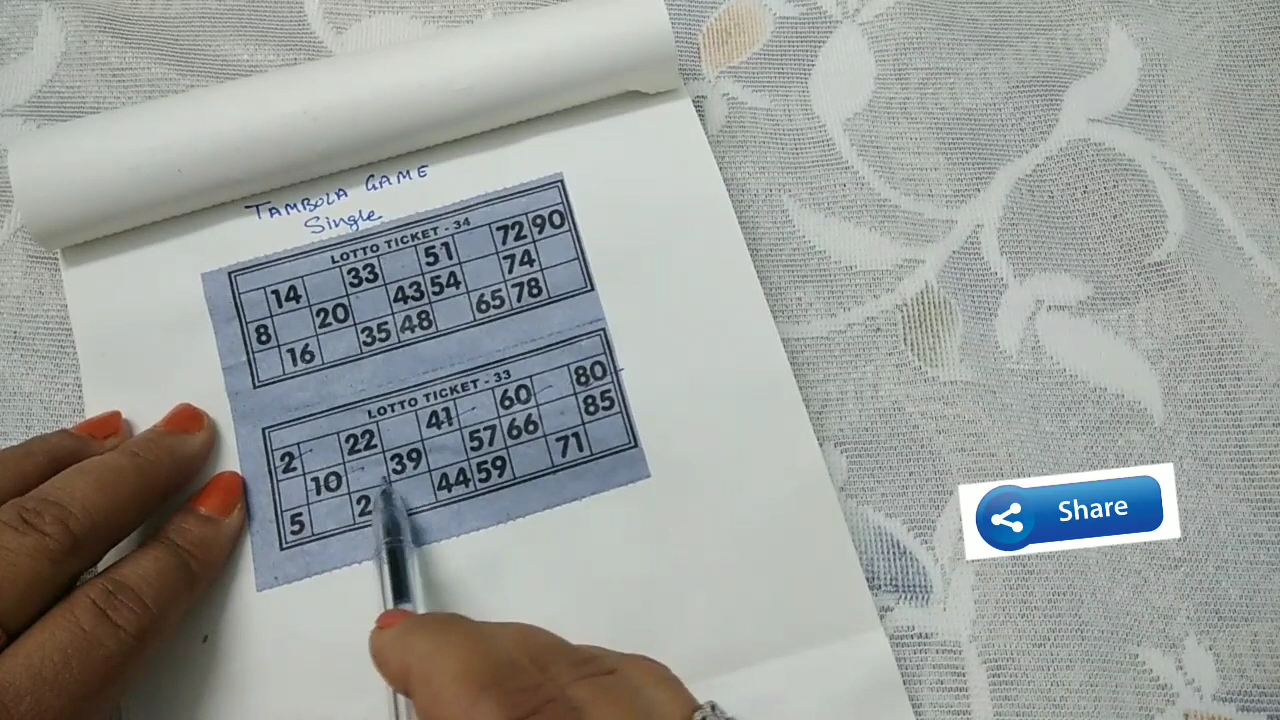 TAMBOLA GAME
Single
LOTTO TICKET - 34
14 33 51 72 90
8 20 43 54 74
16 35 48 65 78
LOTTO TICKET - 33
2 22 41 60 80
10 39 57 66 85
5 44 59 71
Share